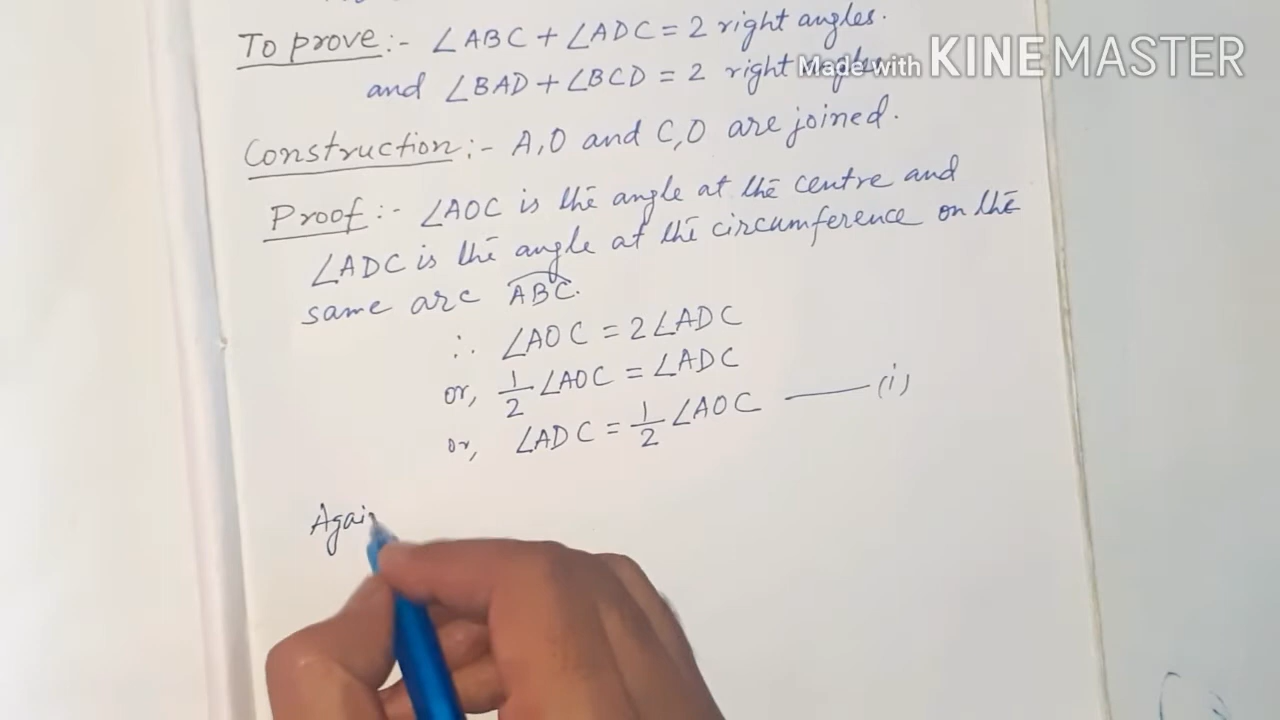 To prove :- ∠ABC + ∠ADC = 2 right angles.
Made with KINEMASTER
and ∠BAD + ∠BCD = 2 right angles
Construction :- A,O and C,O are joined.
Proof :- ∠AOC is the angle at the centre and
∠ADC is the angle at the circumference on the
same arc ABC.
∴ ∠AOC = 2∠ADC
or, 1/2 ∠AOC = ∠ADC
or, ∠ADC = 1/2 ∠AOC —— (i)
Agai